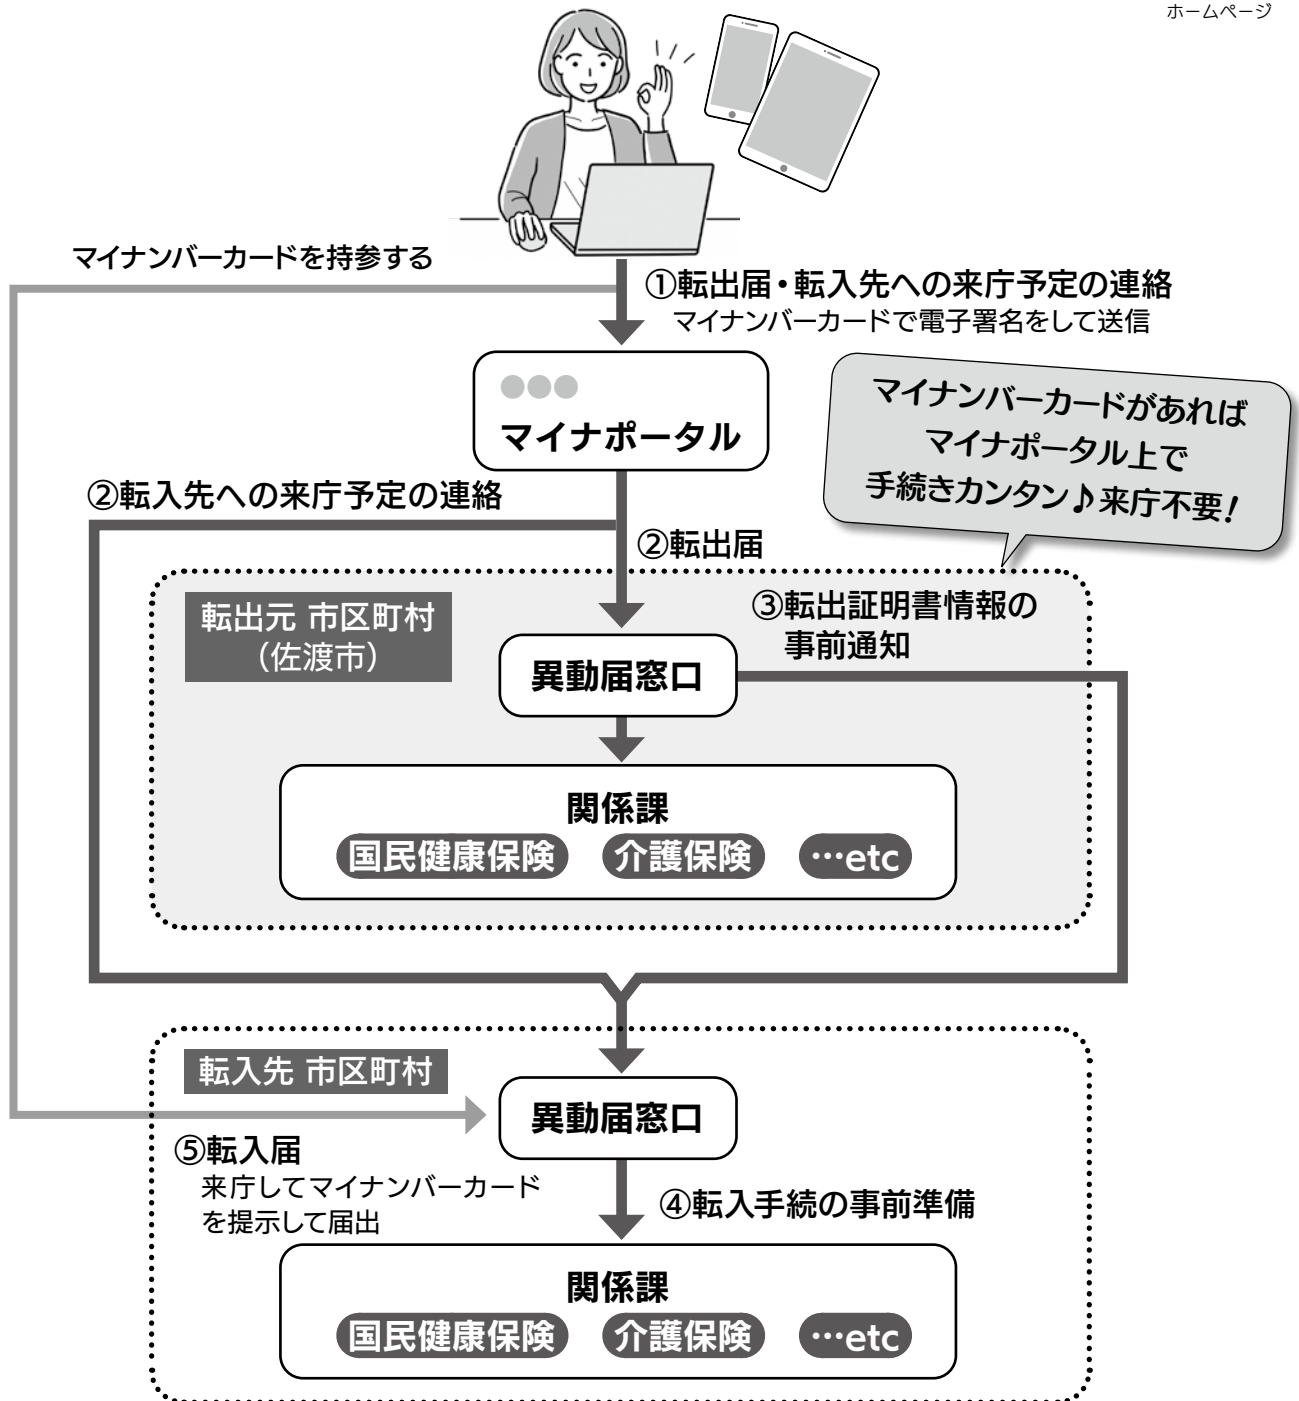 ホームページ
マイナンバーカードを持参する
①転出届・転入先への来庁予定の連絡
マイナンバーカードで電子署名をして送信
マイナポータル
マイナンバーカードがあれば
マイナポータル上で
手続きカンタン♪来庁不要!
②転入先への来庁予定の連絡
②転出届
転出元 市区町村
（佐渡市）
③転出証明書情報の
事前通知
異動届窓口
関係課
国民健康保険 介護保険 …etc
転入先 市区町村
異動届窓口
⑤転入届
来庁してマイナンバーカード
を提示して届出
④転入手続の事前準備
関係課
国民健康保険 介護保険 …etc